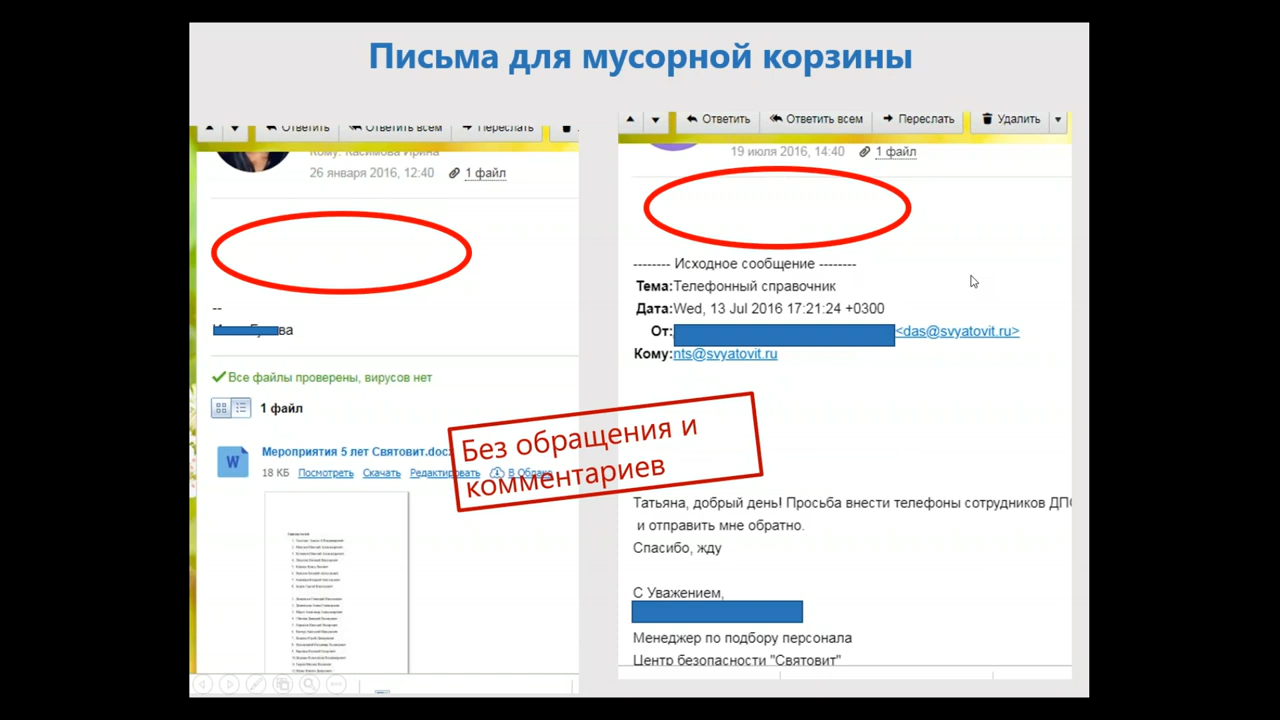 Письма для мусорной корзины
Ответить Ответить всем Переслать
Кому: Касимова Ирина
26 января 2016, 12:40 1 файл
--
ва
Все файлы проверены, вирусов нет
1 файл
W
Мероприятия 5 лет Святовит.docx
18 КБ Посмотреть Скачать Редактировать В Облако
Ответить Ответить всем Переслать Удалить
19 июля 2016, 14:40 1 файл
-------- Исходное сообщение --------
Тема:Телефонный справочник
Дата:Wed, 13 Jul 2016 17:21:24 +0300
От: <das@svyatovit.ru>
Кому:nts@svyatovit.ru
Без обращения и
комментариев
Татьяна, добрый день! Просьба внести телефоны сотрудников ДПС
и отправить мне обратно.
Спасибо, жду
С Уважением,
Менеджер по подбору персонала
Центр безопасности "Святовит"